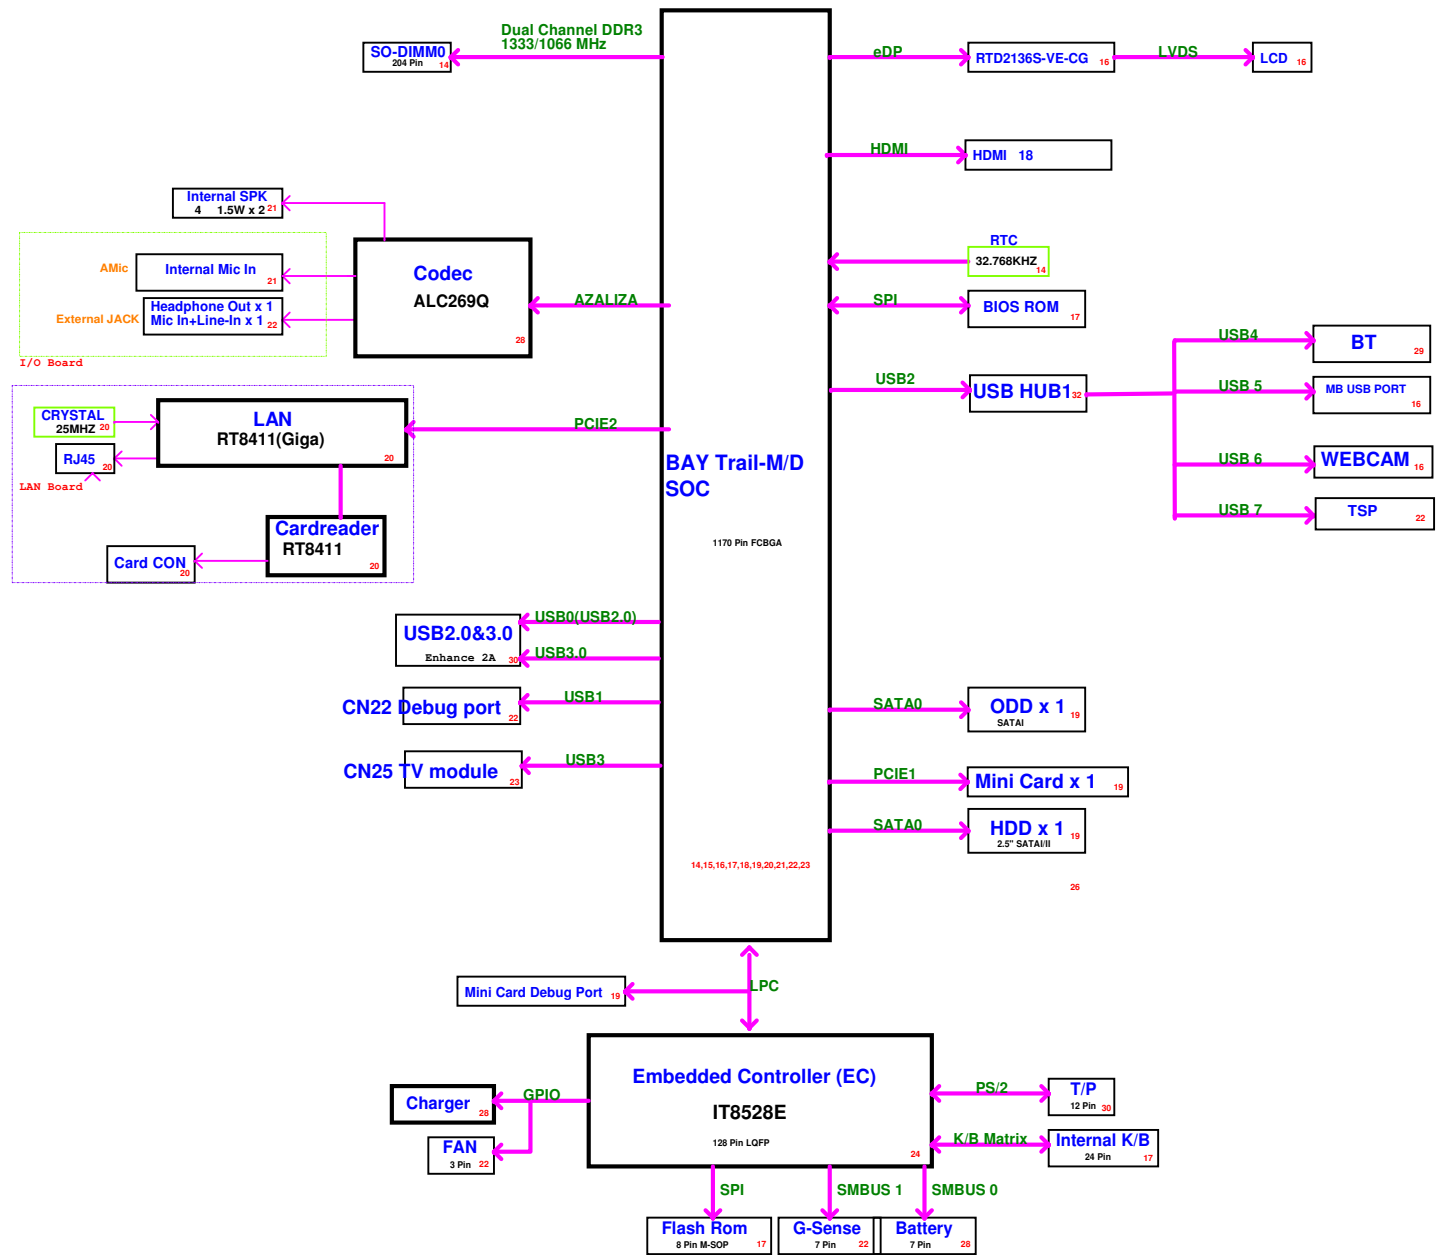 Dual Channel DDR3
1333/1066 MHz
SO-DIMM0
204 Pin 14
eDP
RTD2136S-VE-CG 16
LVDS
LCD 16
HDMI
HDMI 18
Internal SPK
4 1.5W x 2 21
AMic
Internal Mic In
21
External JACK
Headphone Out x 1
Mic In+Line-In x 1 22
I/O Board
Codec
ALC269Q
28
AZALIZA
RTC
32.768KHZ
14
SPI
BIOS ROM
17
USB2
USB HUB1 32
USB4
BT
29
USB 5
MB USB PORT
16
USB 6
WEBCAM 16
USB 7
TSP
22
CRYSTAL
25MHZ 20
LAN
RT8411(Giga)
20
PCIE2
RJ45
20
LAN Board
Cardreader
RT8411
20
Card CON
20
BAY Trail-M/D
SOC
1170 Pin FCBGA
14,15,16,17,18,19,20,21,22,23
USB0(USB2.0)
USB2.0&3.0
Enhance 2A 30
USB3.0
USB1
CN22 Debug port
22
USB3
CN25 TV module
23
SATA0
ODD x 1 19
SATAI
PCIE1
Mini Card x 1 19
SATA0
HDD x 1 19
2.5" SATAI/II
26
LPC
Mini Card Debug Port 19
Embedded Controller (EC)
IT8528E
128 Pin LQFP
24
GPIO
Charger
28
FAN
3 Pin 22
PS/2
T/P
12 Pin 30
K/B Matrix
Internal K/B
24 Pin 17
SPI
SMBUS 1
SMBUS 0
Flash Rom
8 Pin M-SOP 17
G-Sense
7 Pin 22
Battery
7 Pin 28